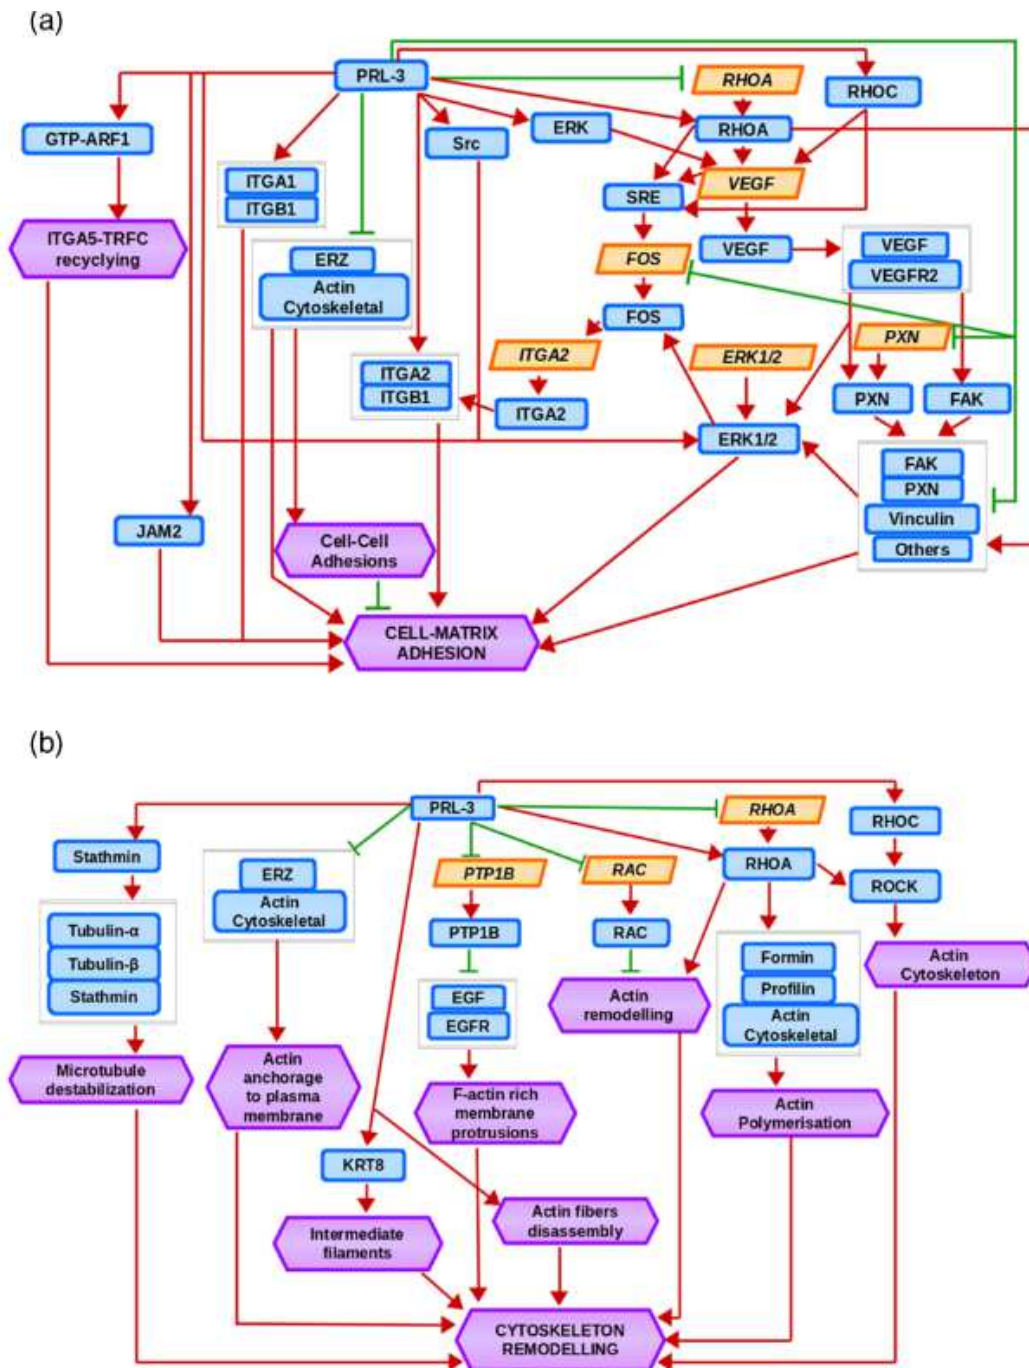 (a)
PRL-3
RHOA
RHOC
GTP-ARF1
Src
ERK
RHOA
ITGA1
ITGB1
SRE
VEGF
ITGA5-TRFC
recyclying
ERZ
Actin
Cytoskeletal
FOS
VEGF
VEGF
VEGFR2
FOS
ITGA2
ERK1/2
PXN
ITGA2
ITGB1
ITGA2
PXN
FAK
ERK1/2
FAK
PXN
Vinculin
Others
JAM2
Cell-Cell
Adhesions
CELL-MATRIX
ADHESION
(b)
PRL-3
RHOA
RHOC
Stathmin
ERZ
Actin
Cytoskeletal
PTP1B
RAC
RHOA
ROCK
Tubulin-α
Tubulin-β
Stathmin
PTP1B
RAC
Formin
Profilin
Actin
Cytoskeletal
Actin
Cytoskeleton
EGF
EGFR
Actin
remodelling
Microtubule
destabilization
Actin
anchorage
to plasma
membrane
F-actin rich
membrane
protrusions
Actin
Polymerisation
KRT8
Intermediate
filaments
Actin fibers
disassembly
CYTOSKELETON
REMODELLING